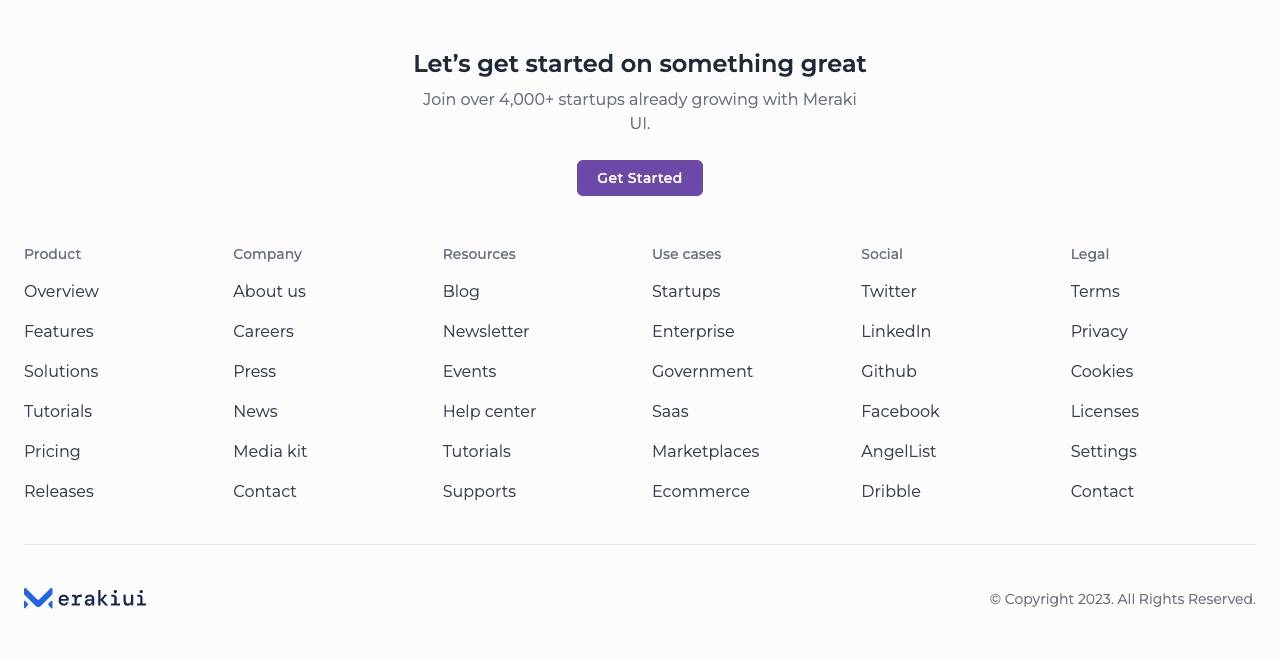 Let’s get started on something great
Join over 4,000+ startups already growing with Meraki
UI.
Get Started
Product
Overview
Features
Solutions
Tutorials
Pricing
Releases
Company
About us
Careers
Press
News
Media kit
Contact
Resources
Blog
Newsletter
Events
Help center
Tutorials
Supports
Use cases
Startups
Enterprise
Government
Saas
Marketplaces
Ecommerce
Social
Twitter
LinkedIn
Github
Facebook
AngelList
Dribble
Legal
Terms
Privacy
Cookies
Licenses
Settings
Contact
erakiui
© Copyright 2023. All Rights Reserved.